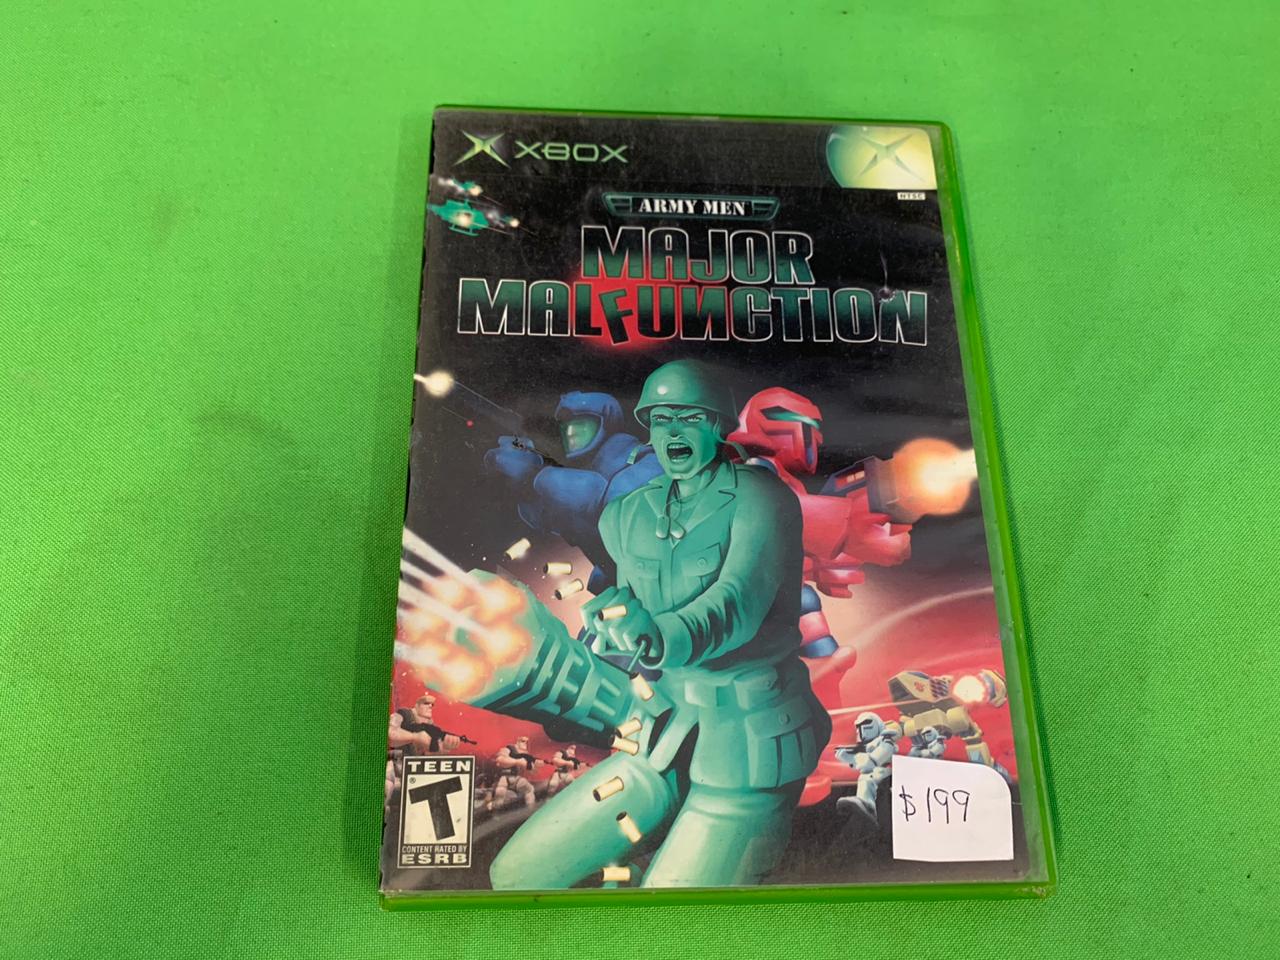 XBOX
NTSC
ARMY MEN
MAJOR
MALFUNCTION
TEEN
T
CONTENT RATED BY
ESRB
$199